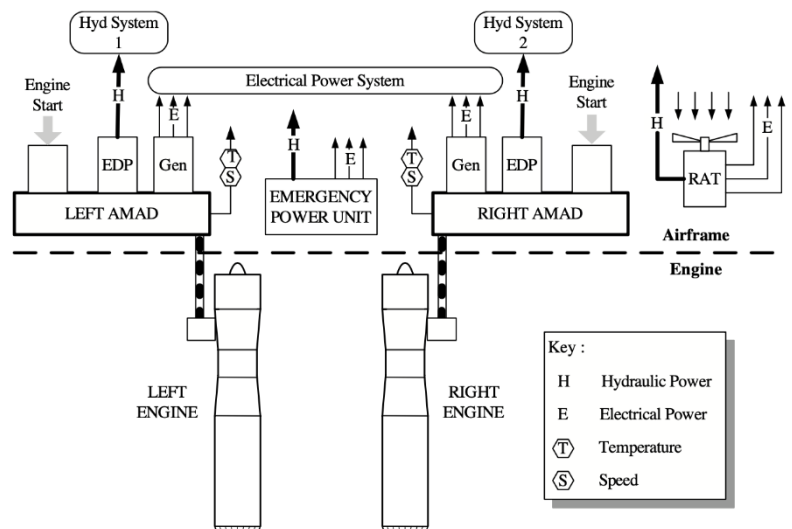 Hyd System
1
Hyd System
2
Engine
Start
Electrical Power System
Engine
Start
H
E
H
E
H
E
H
E
EDP
Gen
T
S
T
S
Gen
EDP
RAT
LEFT AMAD
EMERGENCY
POWER UNIT
RIGHT AMAD
Airframe
Engine
LEFT
ENGINE
RIGHT
ENGINE
Key :
H Hydraulic Power
E Electrical Power
T Temperature
S Speed